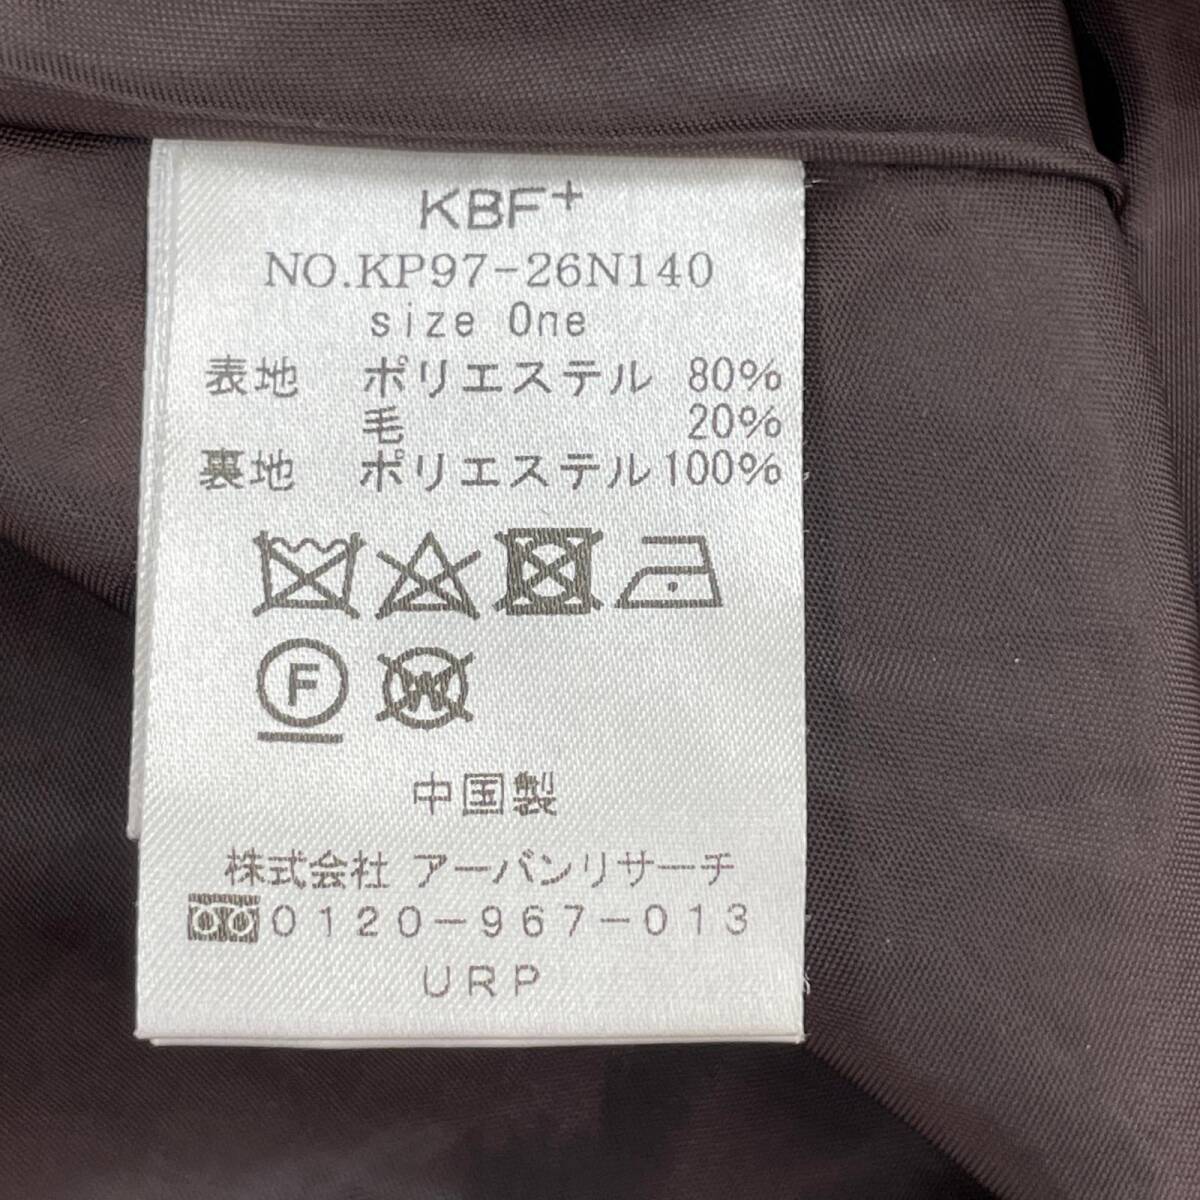 KBF+
NO.KP97-26N140
size One
表地 ポリエステル 80%
毛 20%
裏地 ポリエステル 100%
F W
中国製
株式会社 アーバンリサーチ
0120-967-013
URP